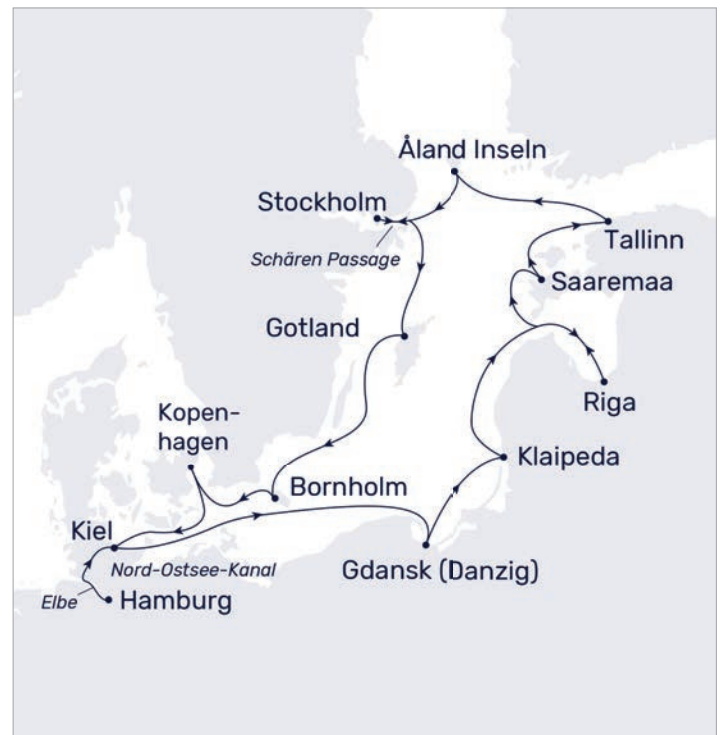 Åland Inseln
Stockholm
Tallinn
Schären Passage
Saaremaa
Gotland
Riga
Kopen-
hagen
Klaipeda
Bornholm
Kiel
Nord-Ostsee-Kanal
Gdansk (Danzig)
Elbe
Hamburg